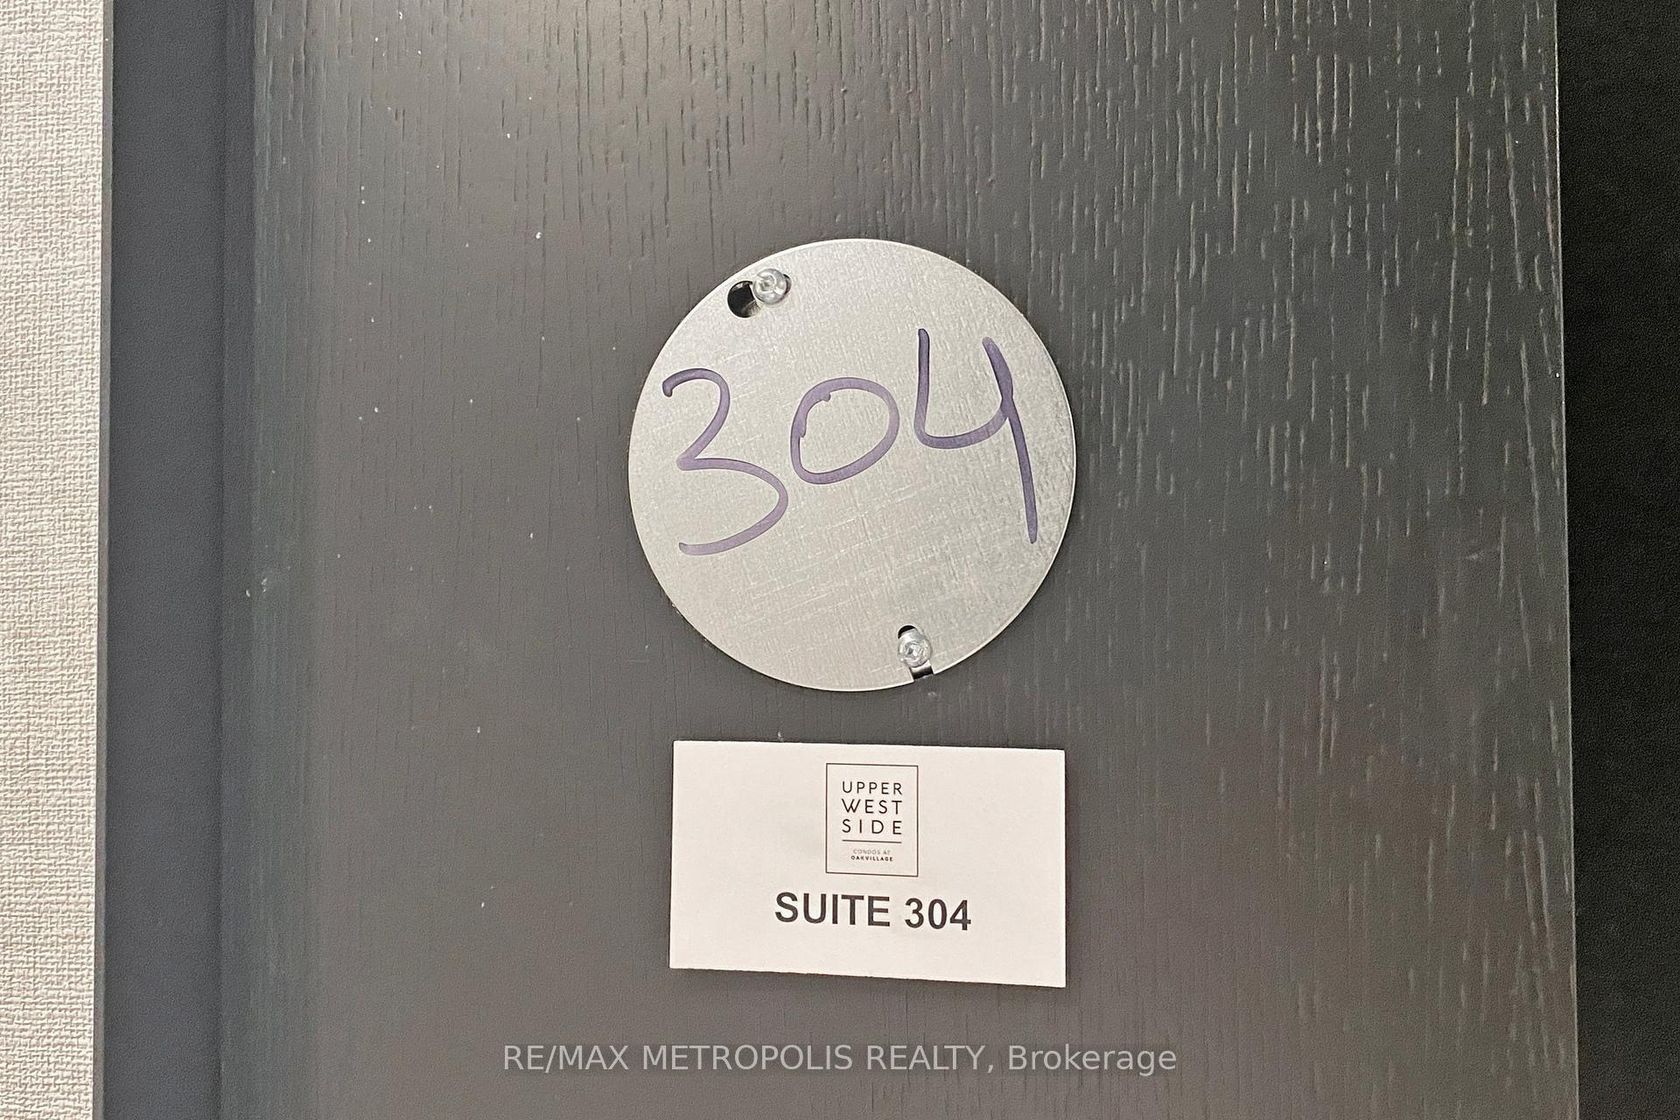 304
UPPER
WEST
SIDE
CONDOS AT
OAKVILLAGE
SUITE 304
RE/MAX METROPOLIS REALTY, Brokerage